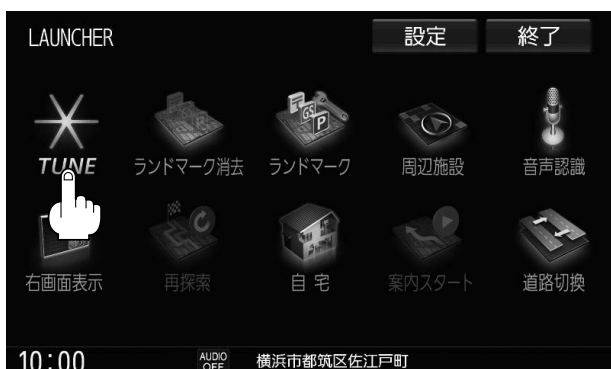 LAUNCHER 設定 終了
TUNE ランドマーク消去 ランドマーク 周辺施設 音声認識
右画面表示 再探索 自宅 案内スタート 道路切換
10:00 AUDIO OFF 横浜市都筑区佐江戸町